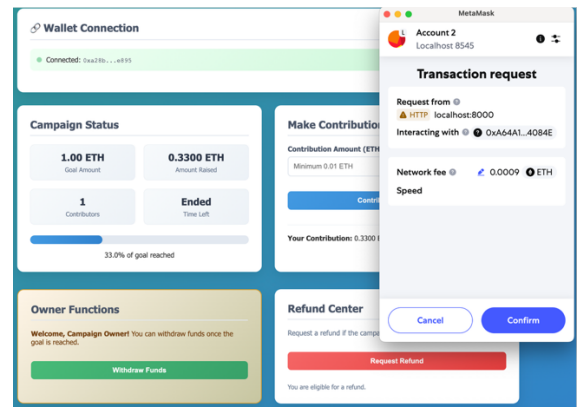 Wallet Connection
Connected: 0xa28b...e895
Campaign Status
1.00 ETH
Goal Amount
0.3300 ETH
Amount Raised
1
Contributors
Ended
Time Left
33.0% of goal reached
Make Contribution
Contribution Amount (ETH
Minimum 0.01 ETH
Contri
Your Contribution: 0.3300
Owner Functions
Welcome, Campaign Owner! You can withdraw funds once the
goal is reached.
Withdraw Funds
Refund Center
Request a refund if the campa
Request Refund
You are eligible for a refund.
MetaMask
L
Account 2
Localhost 8545
Transaction request
Request from
HTTP localhost:8000
Interacting with 0xA64A1...4084E
Network fee 0.0009 ETH
Speed
Cancel
Confirm